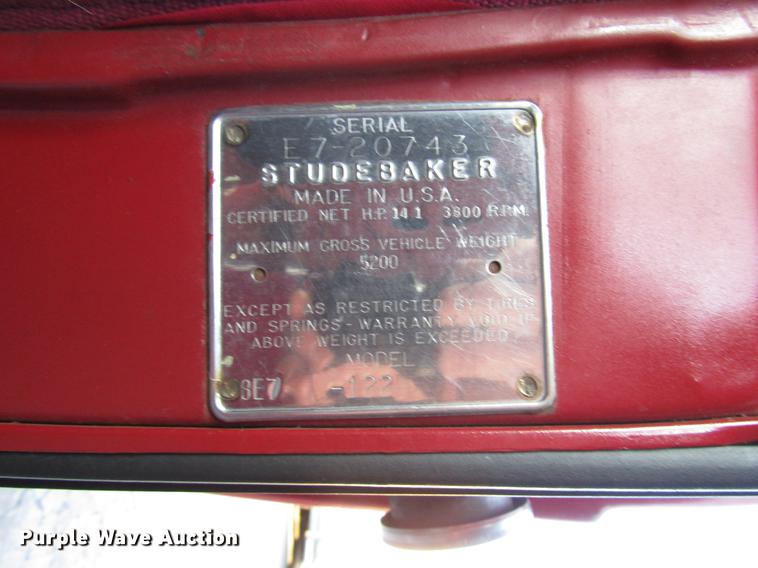 SERIAL
E7-20743
STUDEBAKER
MADE IN U.S.A.
CERTIFIED NET H.P. 141 3800 R.P.M.
MAXIMUM GROSS VEHICLE WEIGHT
5200
EXCEPT AS RESTRICTED BY TIRES
AND SPRINGS-WARRANTY VOID IF
ABOVE WEIGHT IS EXCEEDED
MODEL
8E7 -122
Purple Wave Auction